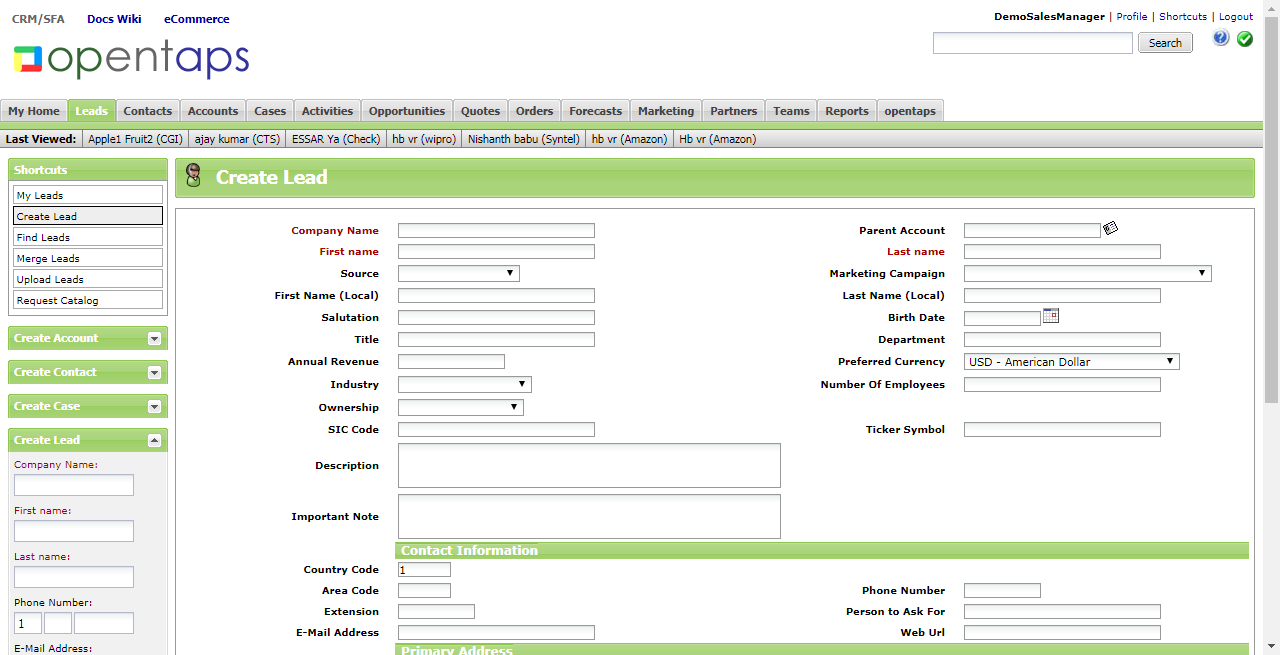 CRM/SFA Docs Wiki eCommerce
DemoSalesManager | Profile | Shortcuts | Logout
opentaps
Search
My Home Leads Contacts Accounts Cases Activities Opportunities Quotes Orders Forecasts Marketing Partners Teams Reports opentaps
Last Viewed: Apple1 Fruit2 (CGI) ajay kumar (CTS) ESSAR Ya (Check) hb vr (wipro) Nishanth babu (Syntel) hb vr (Amazon) Hb vr (Amazon)
Shortcuts
My Leads
Create Lead
Find Leads
Merge Leads
Upload Leads
Request Catalog
Create Account
Create Contact
Create Case
Create Lead
Company Name:
First name:
Last name:
Phone Number:
1
E-Mail Address:
Create Lead
Company Name Parent Account
First name Last name
Source Marketing Campaign
First Name (Local) Last Name (Local)
Salutation Birth Date
Title Department
Annual Revenue Preferred Currency USD - American Dollar
Industry Number Of Employees
Ownership
SIC Code Ticker Symbol
Description
Important Note
Contact Information
Country Code 1
Area Code Phone Number
Extension Person to Ask For
E-Mail Address Web Url
Primary Address